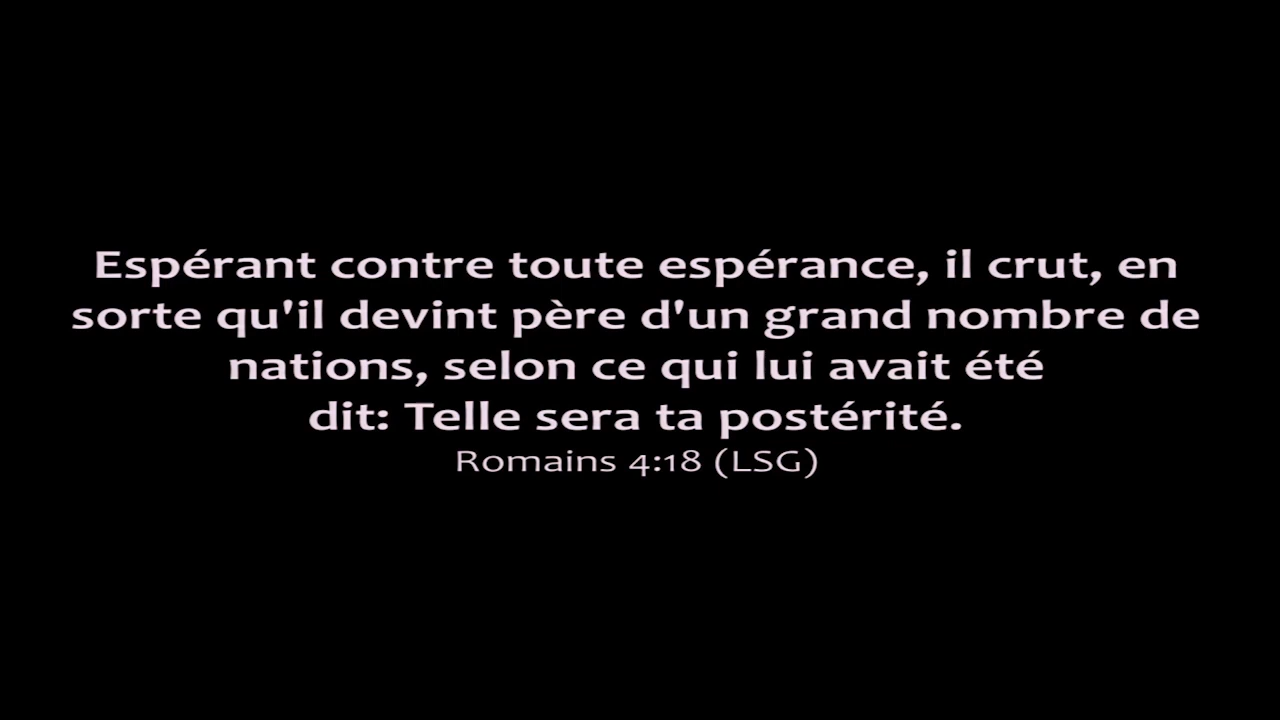 Espérant contre toute espérance, il crut, en
sorte qu'il devint père d'un grand nombre de
nations, selon ce qui lui avait été
dit: Telle sera ta postérité.
Romains 4:18 (LSG)